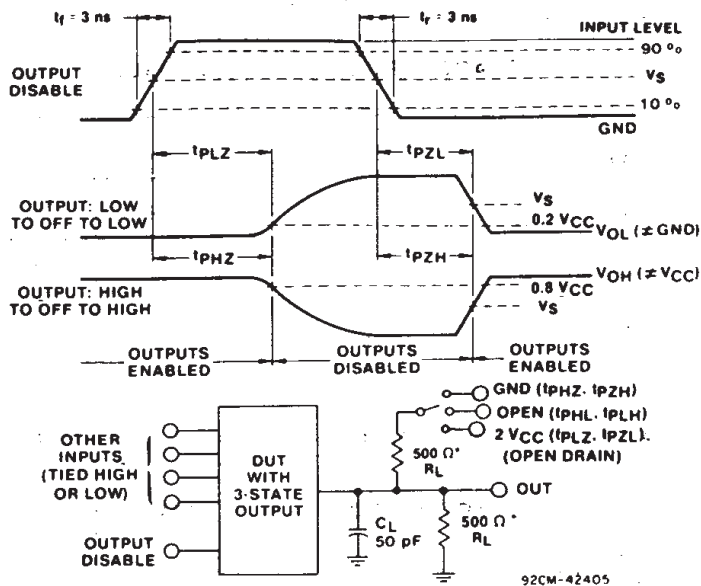 tf = 3 ns
tr = 3 ns
INPUT LEVEL
90 %
OUTPUT
DISABLE
VS
10 %
GND
tPLZ
tPZL
OUTPUT: LOW
TO OFF TO LOW
VS
0.2 VCC
VOL (≠ GND)
tPHZ
tPZH
OUTPUT: HIGH
TO OFF TO HIGH
VOH (≠ VCC)
0.8 VCC
VS
OUTPUTS
ENABLED
OUTPUTS
DISABLED
OUTPUTS
ENABLED
GND (tPHZ, tPZH)
OPEN (tPHL, tPLH)
2 VCC (tPLZ, tPZL).
(OPEN DRAIN)
OTHER
INPUTS
(TIED HIGH
OR LOW)
DUT
WITH
3-STATE
OUTPUT
500 Ω*
RL
OUT
CL
50 pF
500 Ω*
RL
OUTPUT
DISABLE
92CM-42405